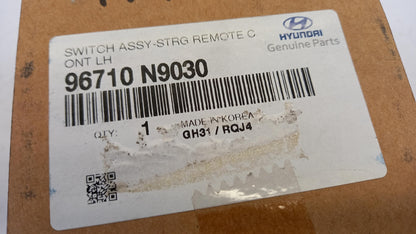 HYUNDAI
Genuine Parts
SWITCH ASSY-STRG REMOTE C
ONT LH
96710 N9030
QTY: 1 MADE IN KOREA
GH31 / RQJ4